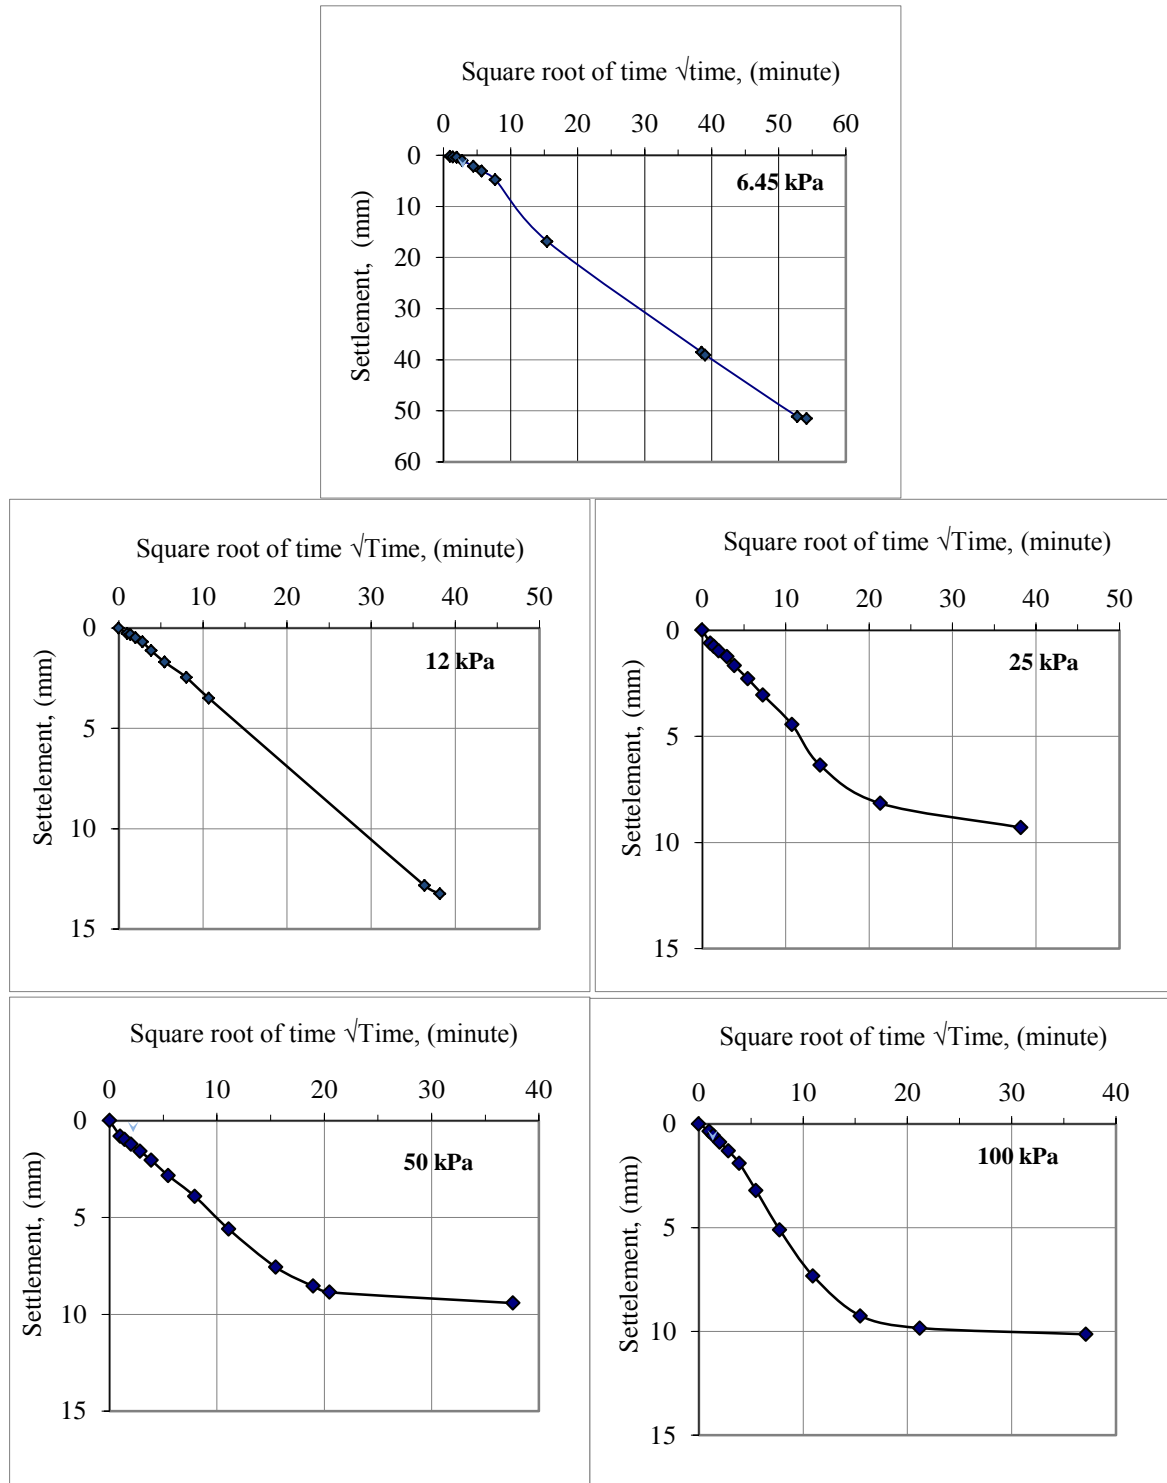 Square root of time √time, (minute)
0 10 20 30 40 50 60
6.45 kPa
Settlement, (mm)
0
10
20
30
40
50
60
Square root of time √Time, (minute)
0 10 20 30 40 50
12 kPa
Settelement, (mm)
0
5
10
15
Square root of time √Time, (minute)
0 10 20 30 40 50
25 kPa
Settelement, (mm)
0
5
10
15
Square root of time √Time, (minute)
0 10 20 30 40
50 kPa
Settlement, (mm)
0
5
10
15
Square root of time √Time, (minute)
0 10 20 30 40
100 kPa
Settelement, (mm)
0
5
10
15